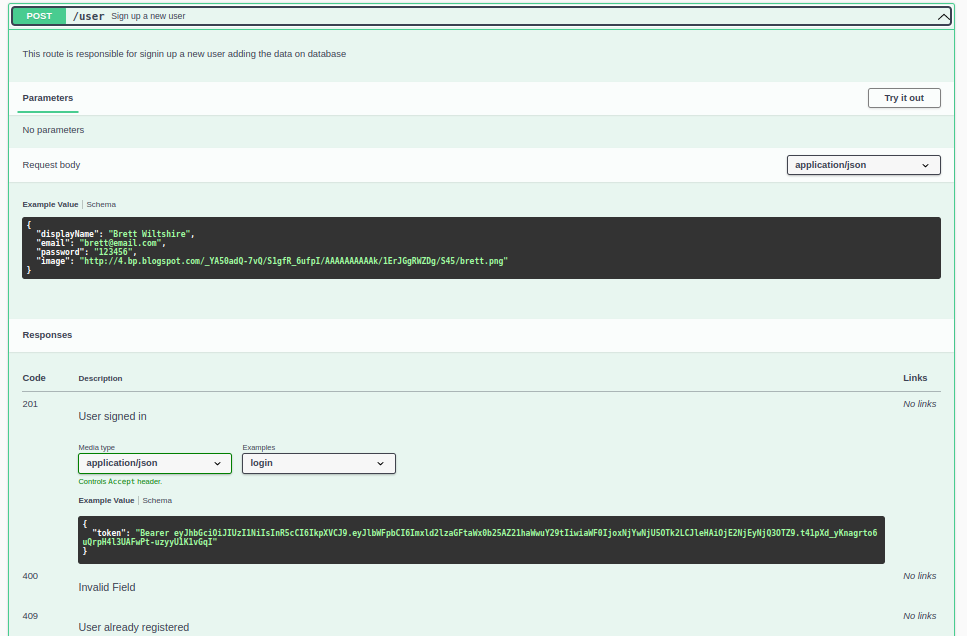 POST /user Sign up a new user
This route is responsible for signin up a new user adding the data on database
Parameters
Try it out
No parameters
Request body
application/json
Example Value | Schema
{
"displayName": "Brett Wiltshire",
"email": "brett@email.com",
"password": "123456",
"image": "http://4.bp.blogspot.com/_YA50adQ-7vQ/S1gfR_6ufpI/AAAAAAAAAAk/1ErJGgRWZDg/S45/brett.png"
}
Responses
Code Description Links
201 No links
User signed in
Media type Examples
application/json login
Controls Accept header.
Example Value | Schema
{
"token": "Bearer eyJhbGciOiJIUzI1NiIsInR5cCI6IkpXVCJ9.eyJlbWFpbCI6Imxld2lzaGFtaWx0b25AZ21haWwuY29tIiwiaWF0IjoxNjYwNjU5OTk2LCJleHAiOjE2NjEyNjQ3OTZ9.t41pXd_yKnagrto6
uQrpH4l3UAFwPt-uzyyU1K1vGqI"
}
400 No links
Invalid Field
409 No links
User already registered